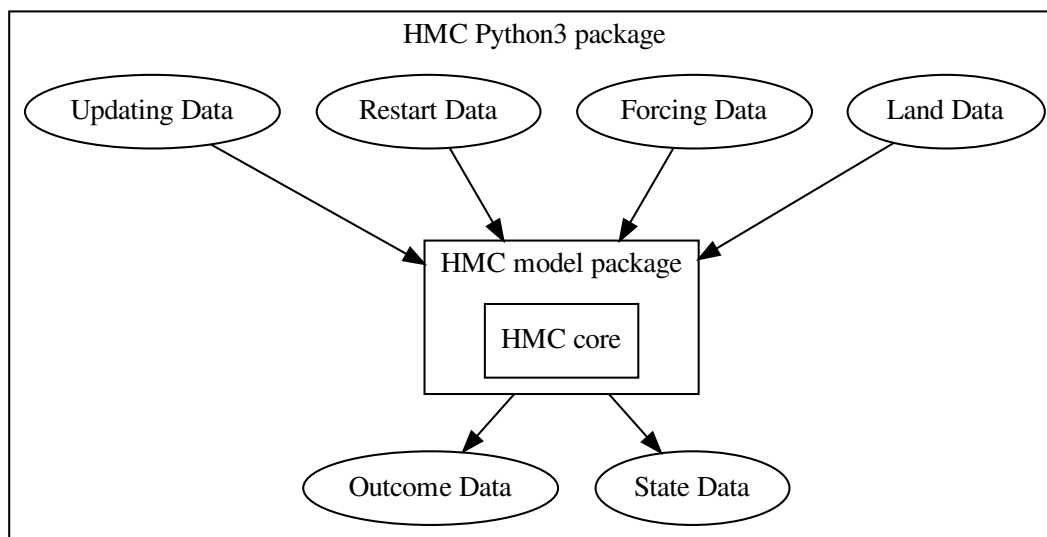 HMC Python3 package
Updating Data
Restart Data
Forcing Data
Land Data
HMC model package
HMC core
Outcome Data
State Data